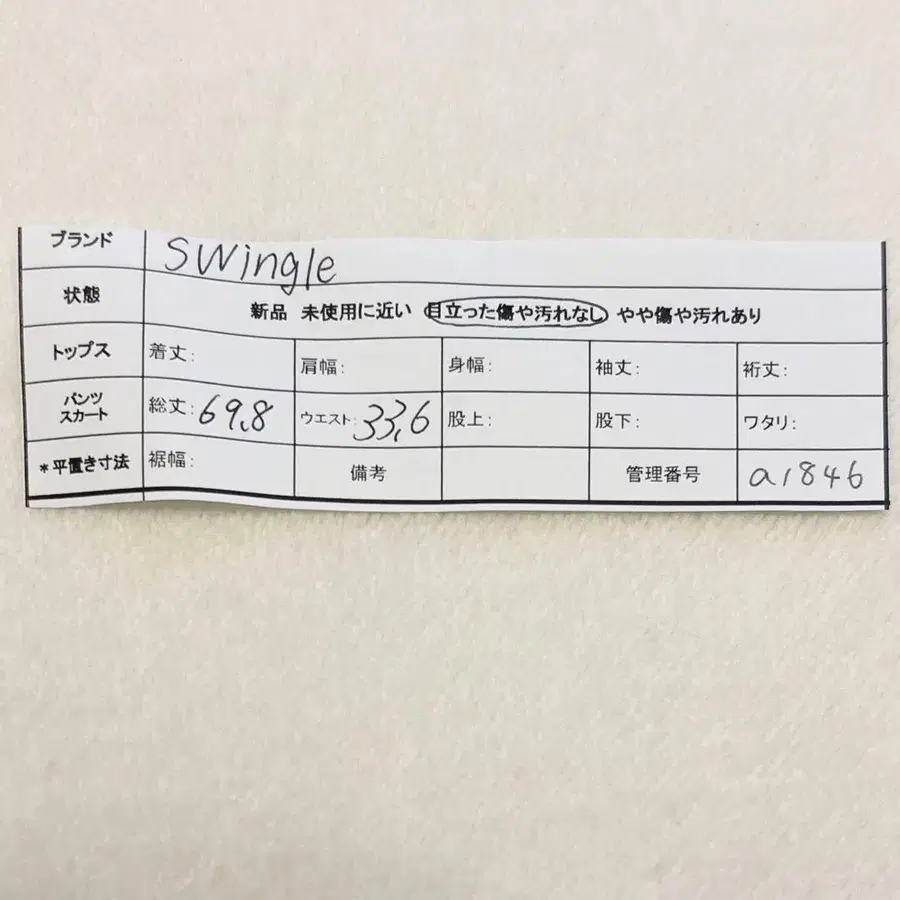 ブランド SWingle
状態 新品 未使用に近い 目立った傷や汚れなし やや傷や汚れあり
トップス 着丈: 肩幅: 身幅: 袖丈: 裄丈:
パンツ スカート 総丈: 69.8 ウエスト: 33.6 股上: 股下: ワタリ:
*平置き寸法 裾幅: 備考 管理番号 a1846